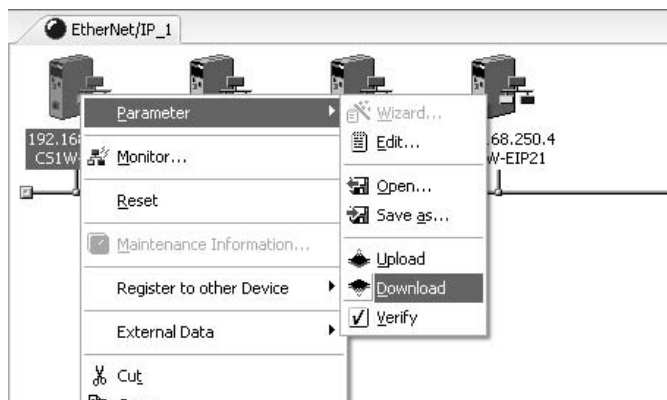 EtherNet/IP_1
192.16
CS1W-
68.250.4
W-EIP21
Parameter
Monitor...
Reset
Maintenance Information...
Register to other Device
External Data
Cut
Wizard...
Edit...
Open...
Save as...
Upload
Download
Verify